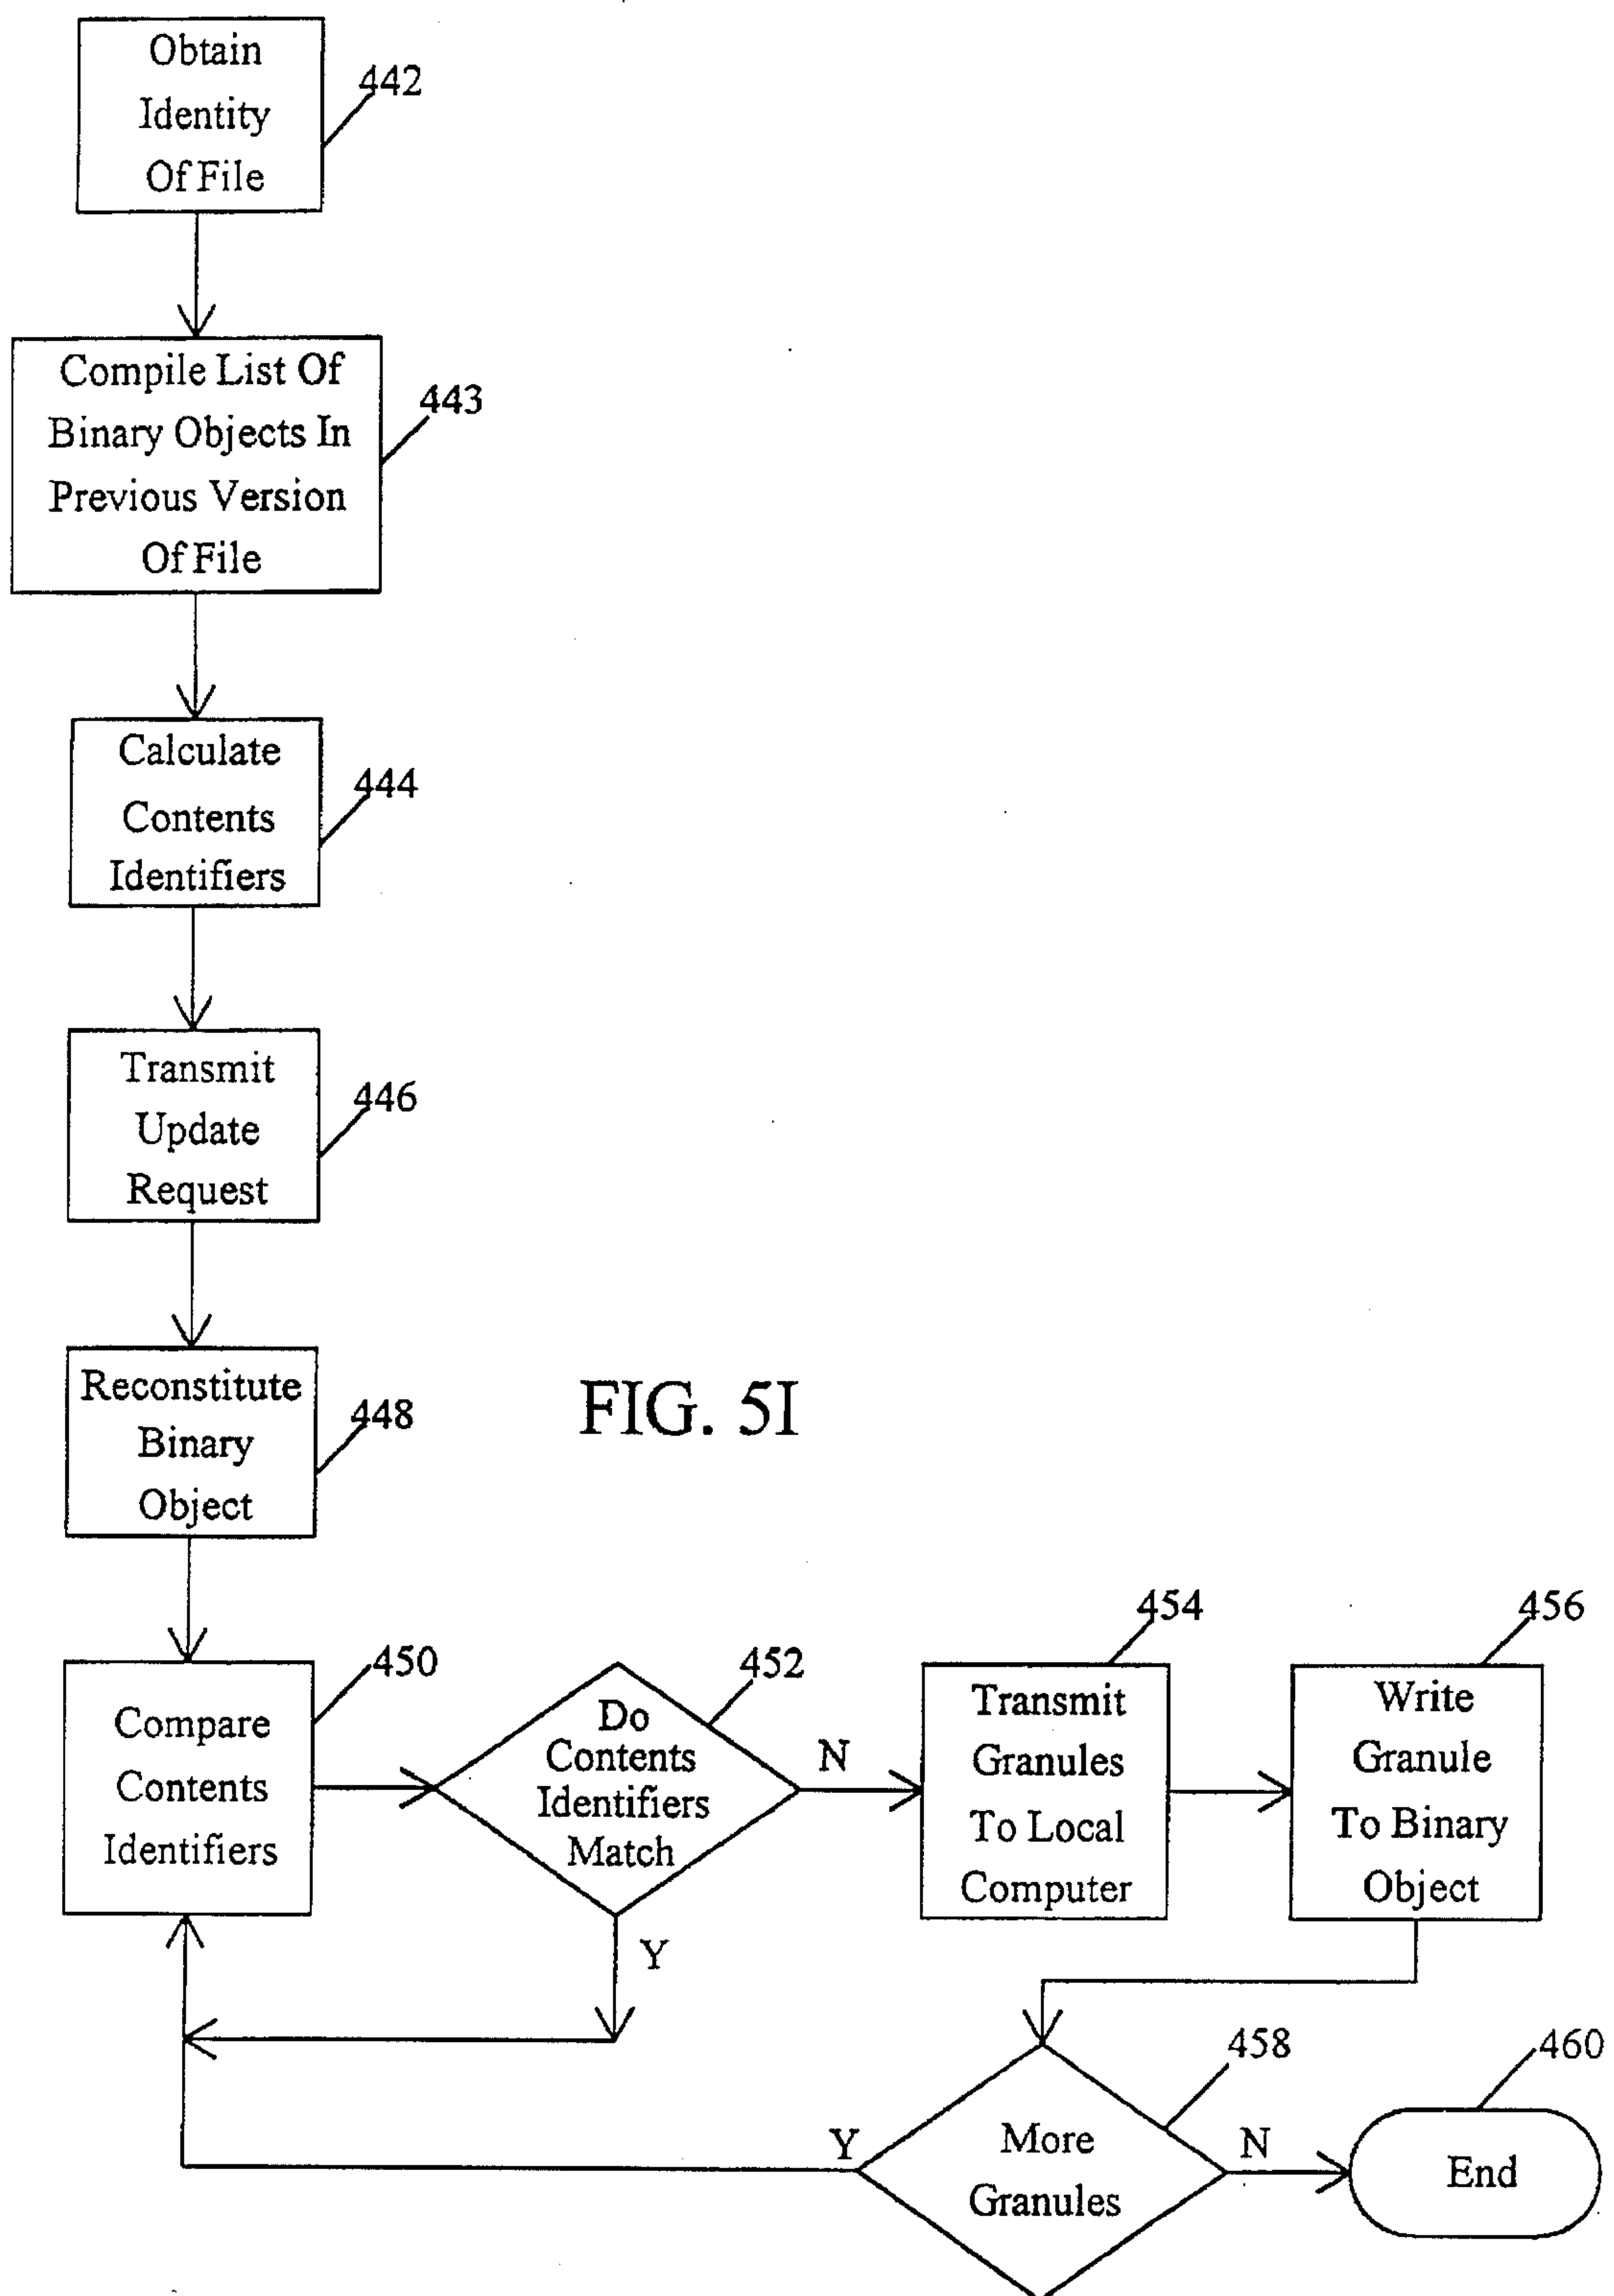 Obtain
Identity
Of File
442
Compile List Of
Binary Objects In
Previous Version
Of File
443
Calculate
Contents
Identifiers
444
Transmit
Update
Request
446
Reconstitute
Binary
Object
448
FIG. 5I
Compare
Contents
Identifiers
450
Do
Contents
Identifiers
Match
452
N
Y
Transmit
Granules
To Local
Computer
454
Write
Granule
To Binary
Object
456
More
Granules
458
Y
N
End
460